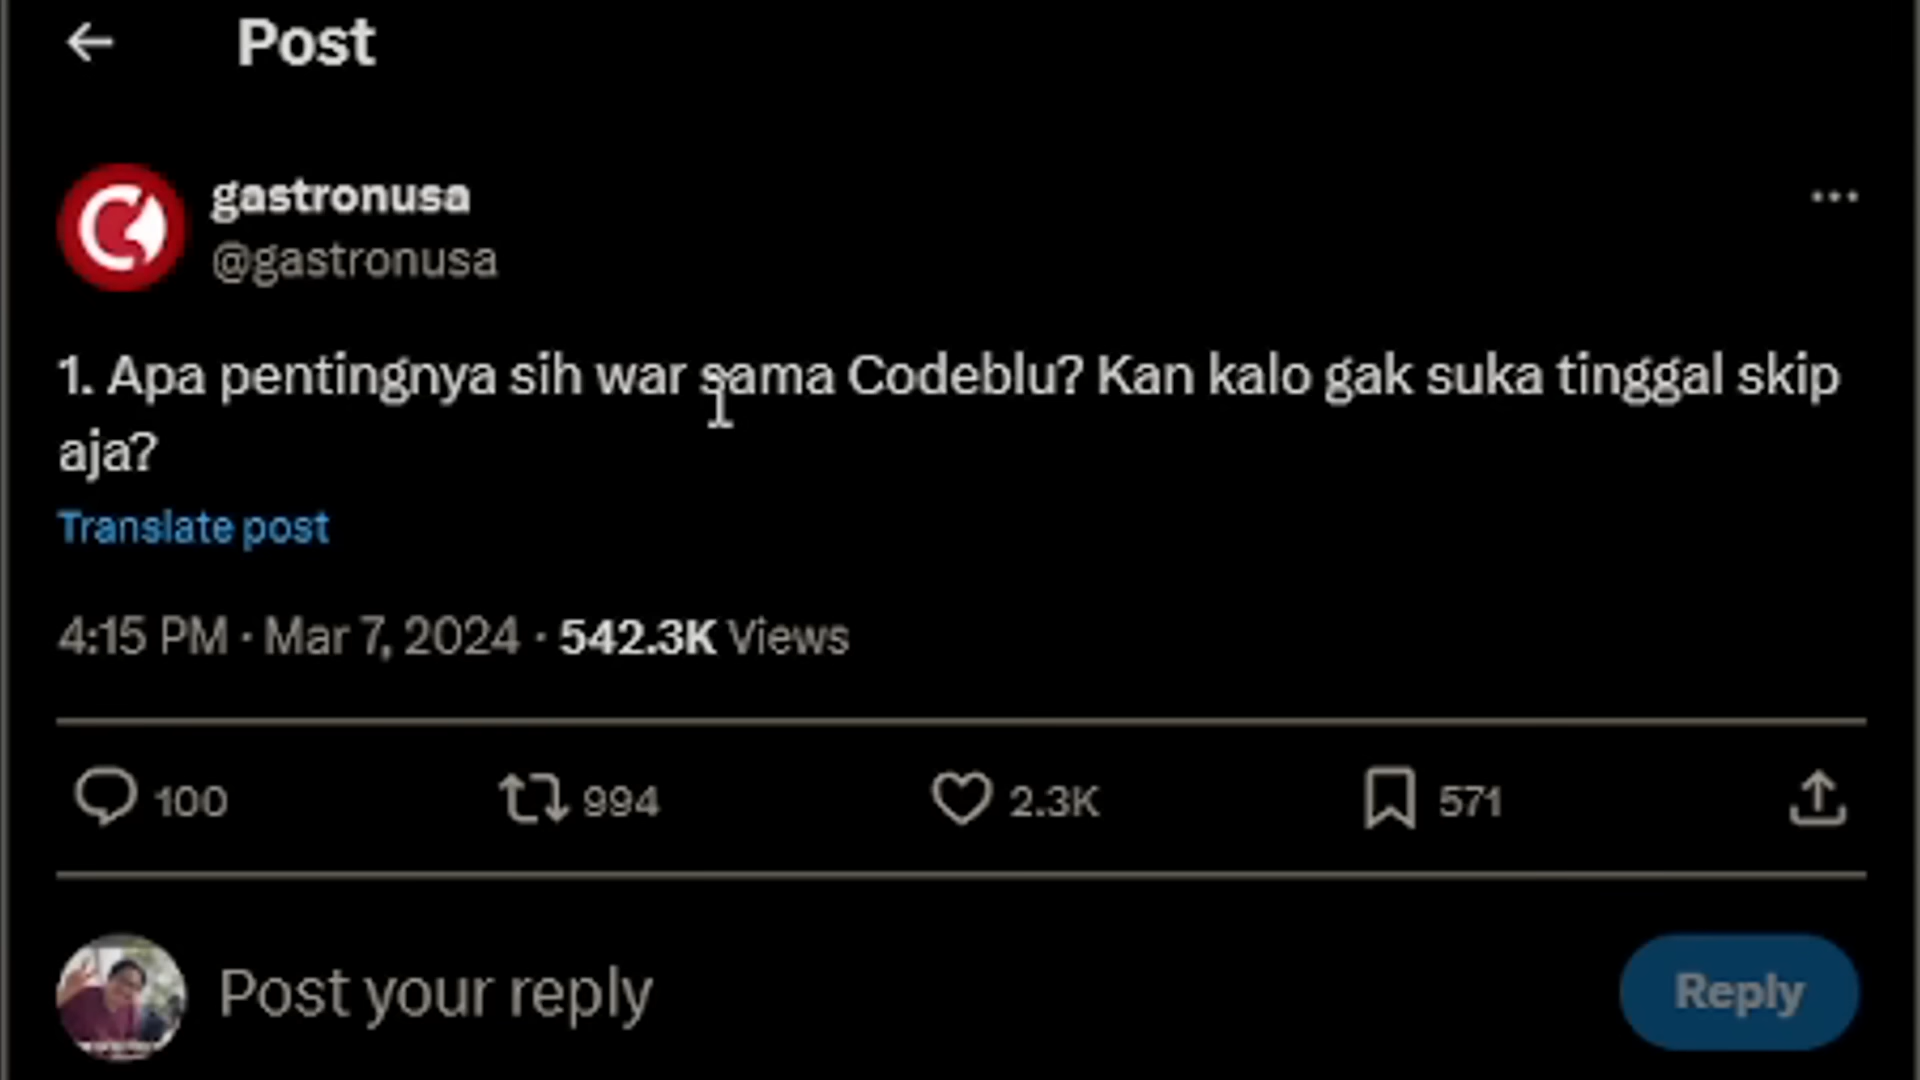 Post
gastronusa
@gastronusa
1. Apa pentingnya sih war sama Codeblu? Kan kalo gak suka tinggal skip
aja?
Translate post
4:15 PM · Mar 7, 2024 · 542.3K Views
100 994 2.3K 571
Post your reply
Reply